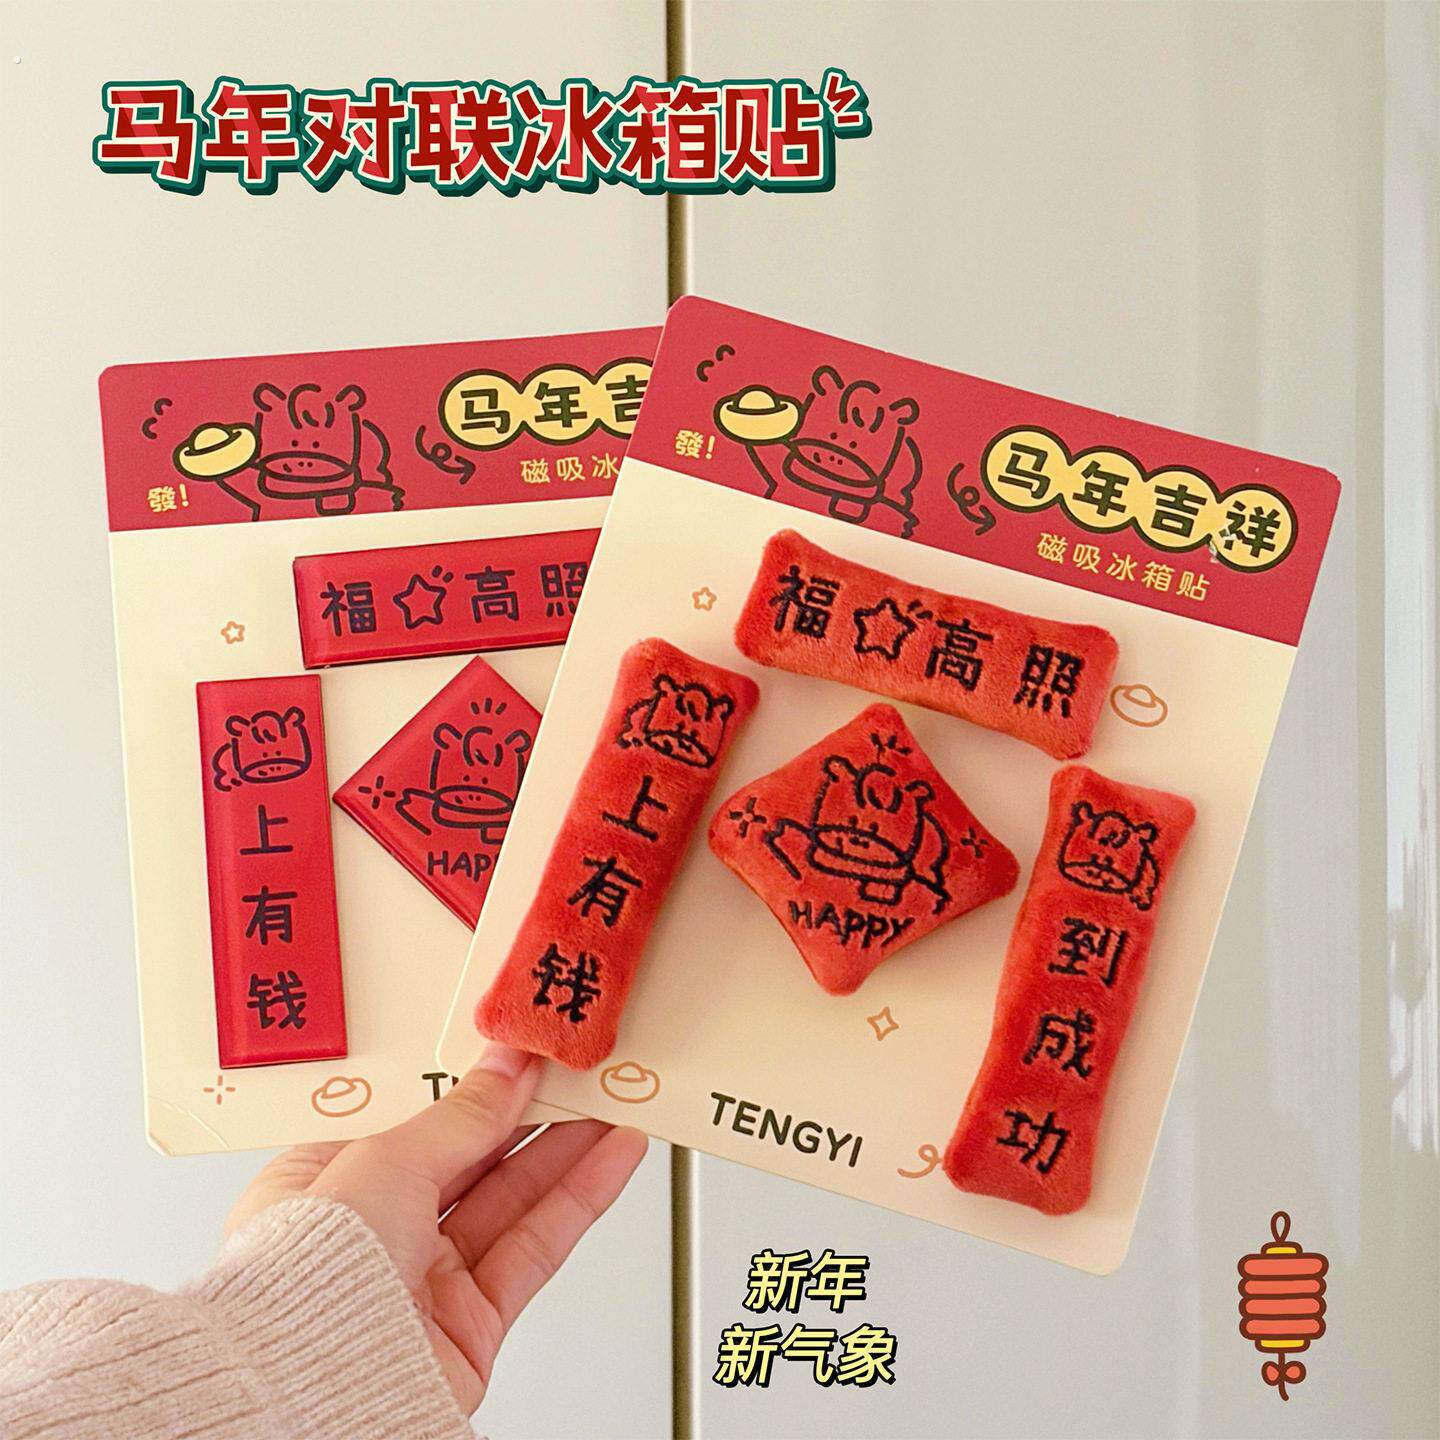 马年对联冰箱贴
發!
马年吉
磁吸冰
福 高照
上有钱
HAP
T
發!
马年吉祥
磁吸冰箱贴
福 高照
上有钱
HAPPY
到成功
TENGYI
新年
新气象